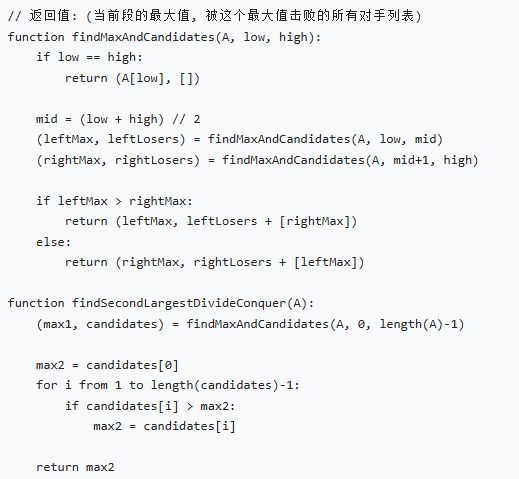 // 返回值: (当前段的最大值, 被这个最大值击败的所有对手列表)
function findMaxAndCandidates(A, low, high):
    if low == high:
        return (A[low], [])

    mid = (low + high) // 2
    (leftMax, leftLosers) = findMaxAndCandidates(A, low, mid)
    (rightMax, rightLosers) = findMaxAndCandidates(A, mid+1, high)

    if leftMax > rightMax:
        return (leftMax, leftLosers + [rightMax])
    else:
        return (rightMax, rightLosers + [leftMax])

function findSecondLargestDivideConquer(A):
    (max1, candidates) = findMaxAndCandidates(A, 0, length(A)-1)

    max2 = candidates[0]
    for i from 1 to length(candidates)-1:
        if candidates[i] > max2:
            max2 = candidates[i]

    return max2